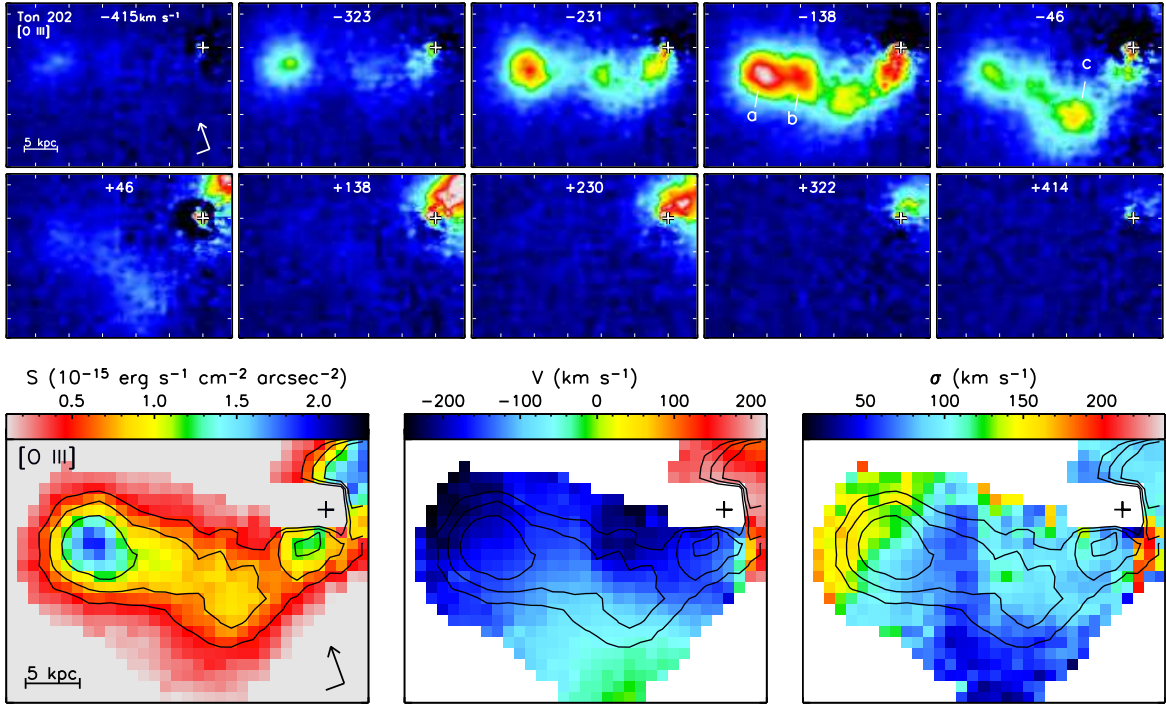 Ton 202 −415km s⁻¹ −323 −231 −138 −46
[O III]
c
a b
5 kpc
+46 +138 +230 +322 +414
S (10⁻¹⁵ erg s⁻¹ cm⁻² arcsec⁻²) V (km s⁻¹) σ (km s⁻¹)
0.5 1.0 1.5 2.0 −200 −100 0 100 200 50 100 150 200
[O III]
5 kpc